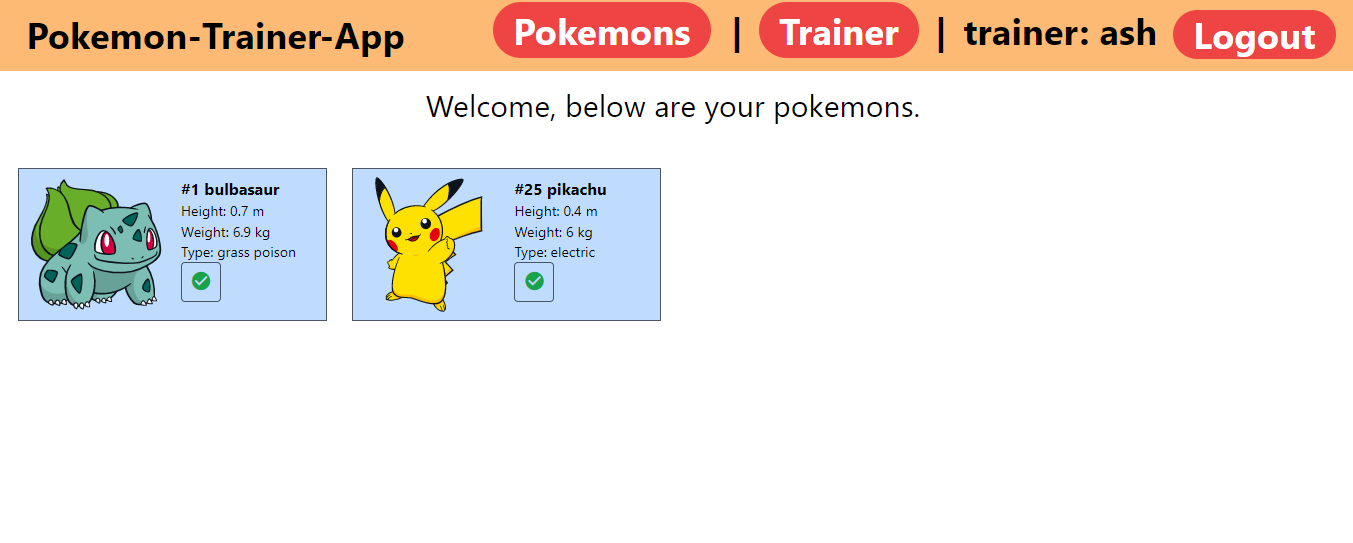 Pokemon-Trainer-App Pokemons | Trainer | trainer: ash Logout
Welcome, below are your pokemons.
#1 bulbasaur
Height: 0.7 m
Weight: 6.9 kg
Type: grass poison
#25 pikachu
Height: 0.4 m
Weight: 6 kg
Type: electric